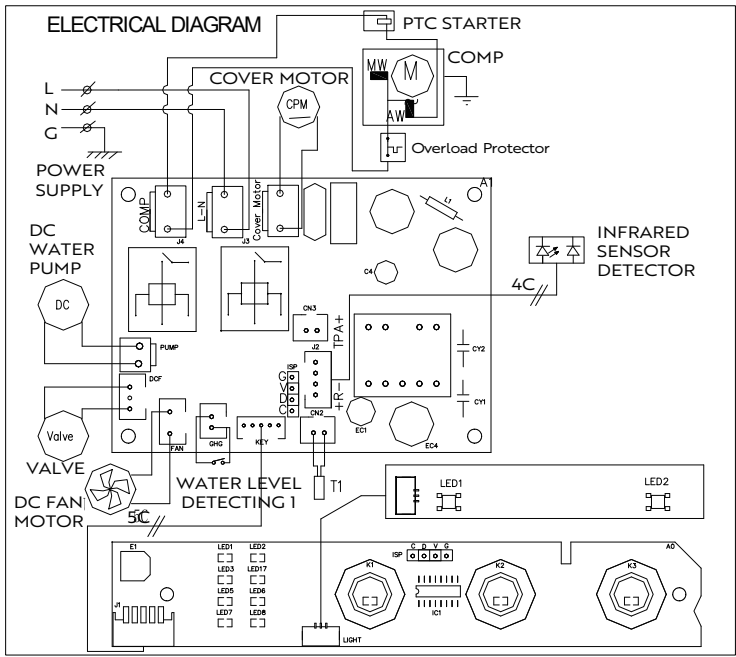 ELECTRICAL DIAGRAM
PTC STARTER
COMP
MW
M
AW
COVER MOTOR
CPM
L
N
G
Overload Protector
POWER
SUPPLY
A1
COMP
L-N
Cover Motor
J4
J3
L1
DC
WATER
PUMP
DC
INFRARED
SENSOR
DETECTOR
C4
4C
CN3
TPA+
J2
+R-
PUMP
ISP
G
V
D
C
CY2
CY1
DCF
CN2
EC1
EC4
Valve
VALVE
FAN
GHG
KEY
DC FAN
MOTOR
WATER LEVEL
DETECTING 1
T1
5C
LED1
LED2
E1
LED1
LED2
LED3
LED17
LED5
LED6
LED7
LED8
J1
ISP
C
D
V
G
A0
K1
K2
K3
IC1
LIGHT